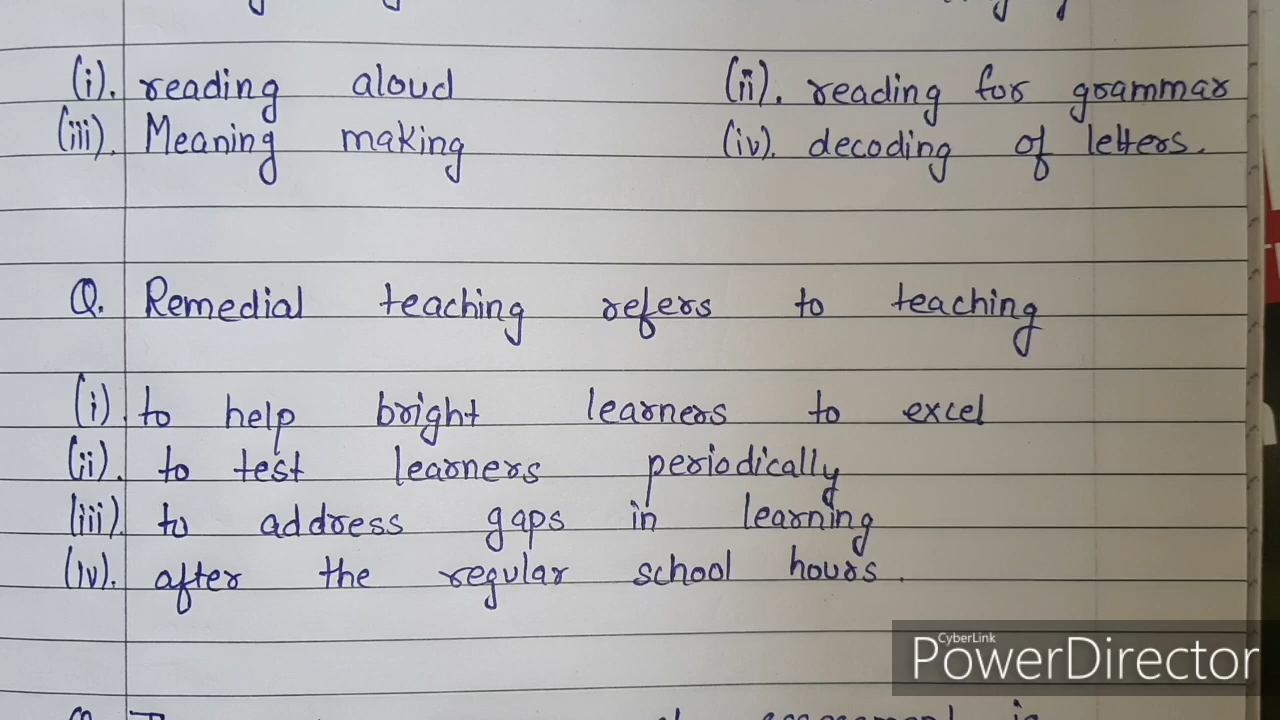 (i). reading aloud (ii). reading for grammar
(iii). Meaning making (iv). decoding of letters.
Q. Remedial teaching refers to teaching
(i). to help bright learners to excel
(ii). to test learners periodically
(iii). to address gaps in learning
(iv). after the regular school hours.
CyberLink
PowerDirector